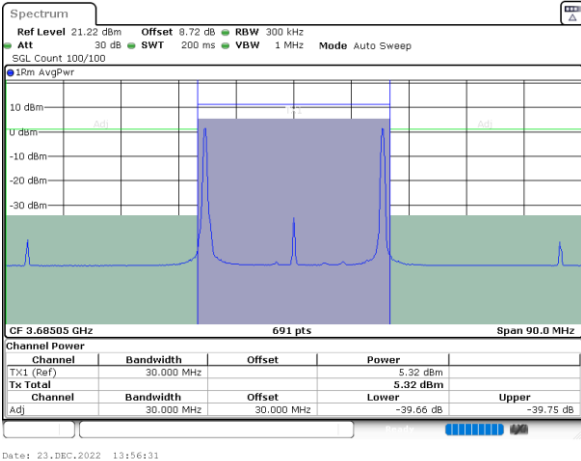 Spectrum
Ref Level 21.22 dBm Offset 8.72 dB RBW 300 kHz
Att 30 dB SWT 200 ms VBW 1 MHz Mode Auto Sweep
SGL Count 100/100
1Rm AvgPwr
10 dBm
Adj
Adj
0 dBm
-10 dBm
-20 dBm
-30 dBm
CF 3.68505 GHz 691 pts Span 90.0 MHz
Channel Power
Channel Bandwidth Offset Power
TX1 (Ref) 30.000 MHz 5.32 dBm
Tx Total 5.32 dBm
Channel Bandwidth Offset Lower Upper
Adj 30.000 MHz 30.000 MHz -39.66 dB -39.75 dB
Ready
Date: 23.DEC.2022 13:56:31